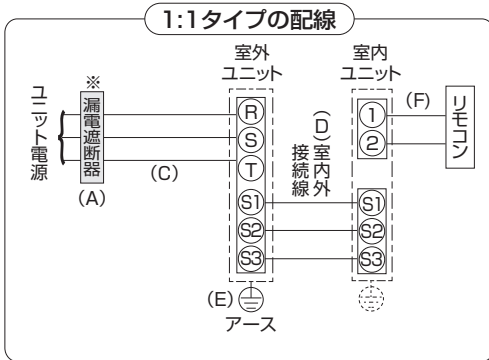 1:1タイプの配線
室外
ユニット
室内
ユニット
ユニット電源
※
漏電遮断器
(A)
(C)
R
S
T
S1
S2
S3
(E)
アース
(D)室内外
接続線
1
2
S1
S2
S3
(F)
リモコン